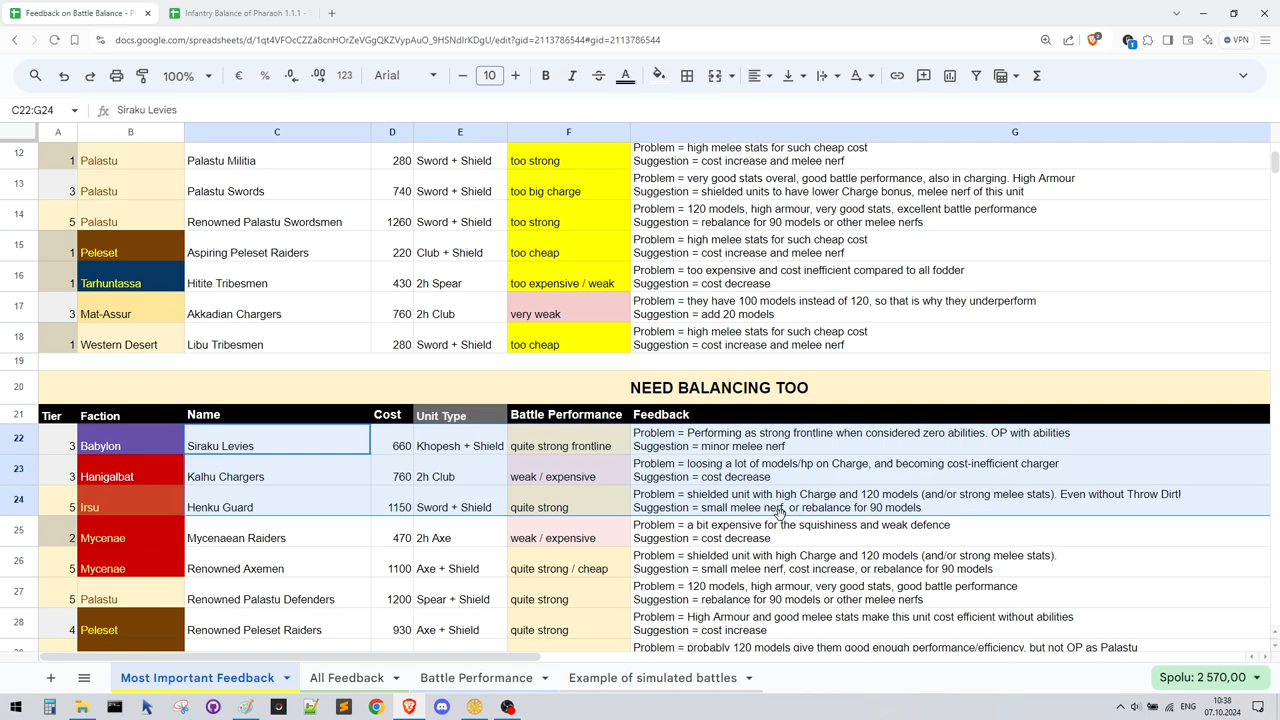 Feedback on Battle Balance - P
Infantry Balance of Pharaoh 1.1.1 -
docs.google.com/spreadsheets/d/1qt4VFOcCZZa8cnHOrZeVGgQKZVypAuO_9HSNdIrKDgU/edit?gid=2113786544#gid=2113786544
VPN
100% € % .0 .00 123 Arial 10 B I A Σ
C22:G24 fx Siraku Levies
A B C D E F G
12 1 Palastu Palastu Militia 280 Sword + Shield too strong Problem = high melee stats for such cheap cost
Suggestion = cost increase and melee nerf
13 3 Palastu Palastu Swords 740 Sword + Shield too big charge Problem = very good stats overal, good battle performance, also in charging. High Armour
Suggestion = shielded units to have lower Charge bonus, melee nerf of this unit
14 5 Palastu Renowned Palastu Swordsmen 1260 Sword + Shield too strong Problem = 120 models, high armour, very good stats, excellent battle performance
Suggestion = rebalance for 90 models or other melee nerfs
15 1 Peleset Aspiring Peleset Raiders 220 Club + Shield too cheap Problem = high melee stats for such cheap cost
Suggestion = cost increase and melee nerf
16 1 Tarhuntassa Hitite Tribesmen 430 2h Spear too expensive / weak Problem = too expensive and cost inefficient compared to all fodder
Suggestion = cost decrease
17 3 Mat-Assur Akkadian Chargers 760 2h Club very weak Problem = they have 100 models instead of 120, so that is why they underperform
Suggestion = add 20 models
18 1 Western Desert Libu Tribesmen 280 Sword + Shield too cheap Problem = high melee stats for such cheap cost
Suggestion = cost increase and melee nerf
19
20 NEED BALANCING TOO
21 Tier Faction Name Cost Unit Type Battle Performance Feedback
22 3 Babylon Siraku Levies 660 Khopesh + Shield quite strong frontline Problem = Performing as strong frontline when considered zero abilities. OP with abilities
Suggestion = minor melee nerf
23 3 Hanigalbat Kalhu Chargers 760 2h Club weak / expensive Problem = loosing a lot of models/hp on Charge, and becoming cost-inefficient charger
Suggestion = cost decrease
24 5 Irsu Henku Guard 1150 Sword + Shield quite strong Problem = shielded unit with high Charge and 120 models (and/or strong melee stats). Even without Throw Dirt!
Suggestion = small melee nerf, or rebalance for 90 models
25 2 Mycenae Mycenaean Raiders 470 2h Axe weak / expensive Problem = a bit expensive for the squishiness and weak defence
Suggestion = cost decrease
26 5 Mycenae Renowned Axemen 1100 Axe + Shield quite strong / cheap Problem = shielded unit with high Charge and 120 models (and/or strong melee stats).
Suggestion = small melee nerf, cost increase, or rebalance for 90 models
27 5 Palastu Renowned Palastu Defenders 1200 Spear + Shield quite strong Problem = 120 models, high armour, very good stats, good battle performance
Suggestion = rebalance for 90 models or other melee nerfs
28 4 Peleset Renowned Peleset Raiders 930 Axe + Shield quite strong Problem = High Armour and good melee stats make this unit cost efficient without abilities
Suggestion = cost increase
Problem = probably 120 models give them good enough performance/efficiency, but not OP as Palastu
Most Important Feedback All Feedback Battle Performance Example of simulated battles Spolu: 2 570,00
ENG 10:38
07.10.2024